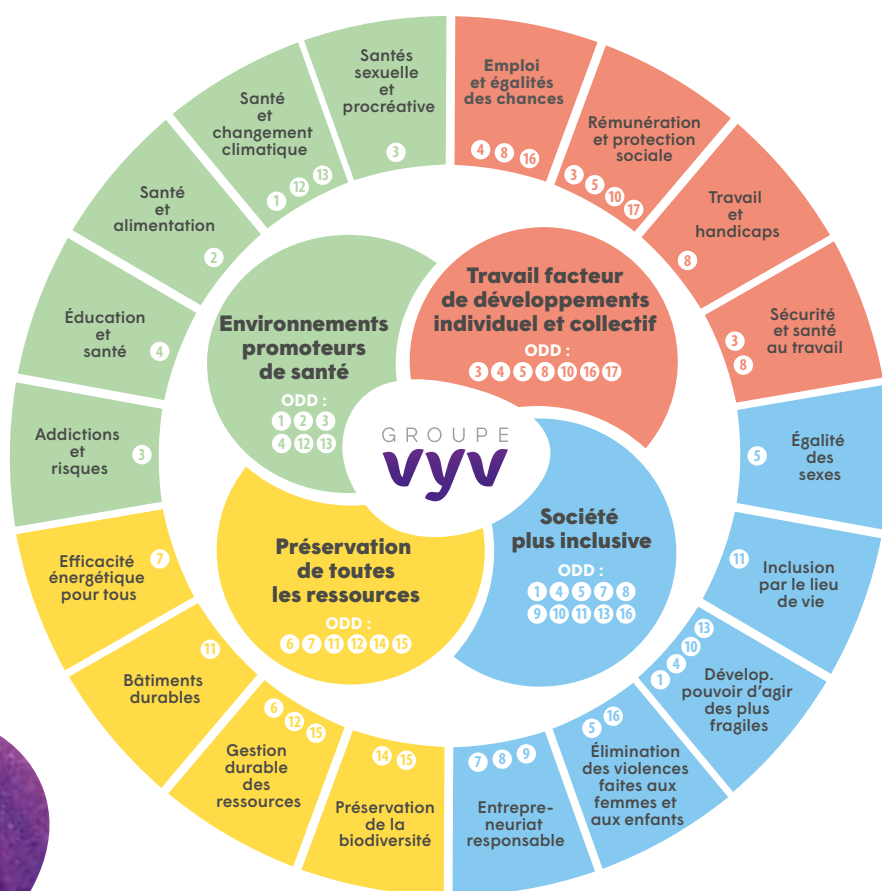 Santés
sexuelle
et
procréative
3
Emploi
et égalités
des chances
4 8 16
Rémunération
et protection
sociale
3 5 10 17
Travail
et
handicaps
8
Sécurité
et santé
au travail
3 8
Égalité
des
sexes
5
Inclusion
par le lieu
de vie
11
Dévelop.
pouvoir d'agir
des plus
fragiles
1 4 10 13
Élimination
des violences
faites aux
femmes et
aux enfants
5 16
Entrepre-
neuriat
responsable
7 8 9
Préservation
de la
biodiversité
14 15
Gestion
durable
des
ressources
6 12 15
Bâtiments
durables
11
Efficacité
énergétique
pour tous
7
Addictions
et
risques
3
Éducation
et
santé
4
Santé
et
alimentation
2
Santé
et
changement
climatique
1 12 13
Environnements
promoteurs
de santé
ODD :
1 2 3
4 12 13
Travail facteur
de développements
individuel et collectif
ODD :
3 4 5 8 10 16 17
GROUPE
vyv
Société
plus inclusive
ODD :
1 4 5 7 8
9 10 11 13 16
Préservation
de toutes
les ressources
ODD :
6 7 11 12 14 15